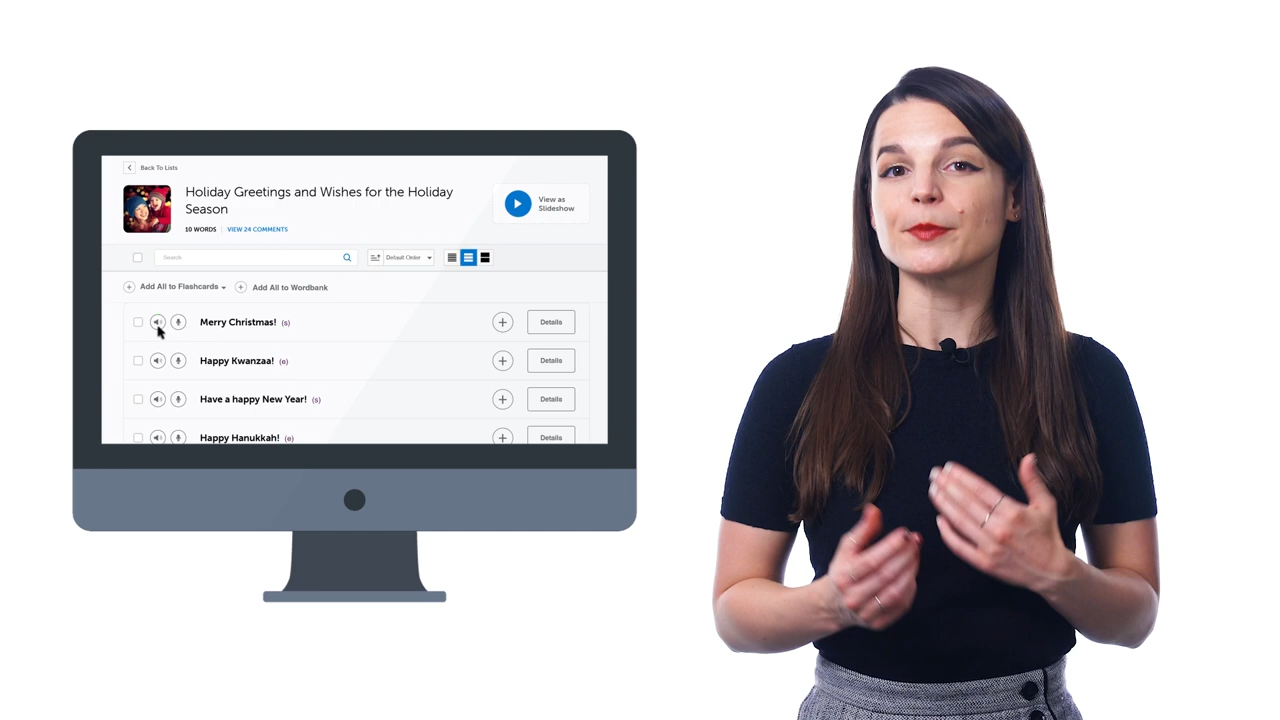 Back To Lists
Holiday Greetings and Wishes for the Holiday
Season
10 WORDS | VIEW 24 COMMENTS
View as
Slideshow
Search
Default Order
Add All to Flashcards
Add All to Wordbank
Merry Christmas! (s)
Details
Happy Kwanzaa! (e)
Details
Have a happy New Year! (s)
Details
Happy Hanukkah! (e)
Details